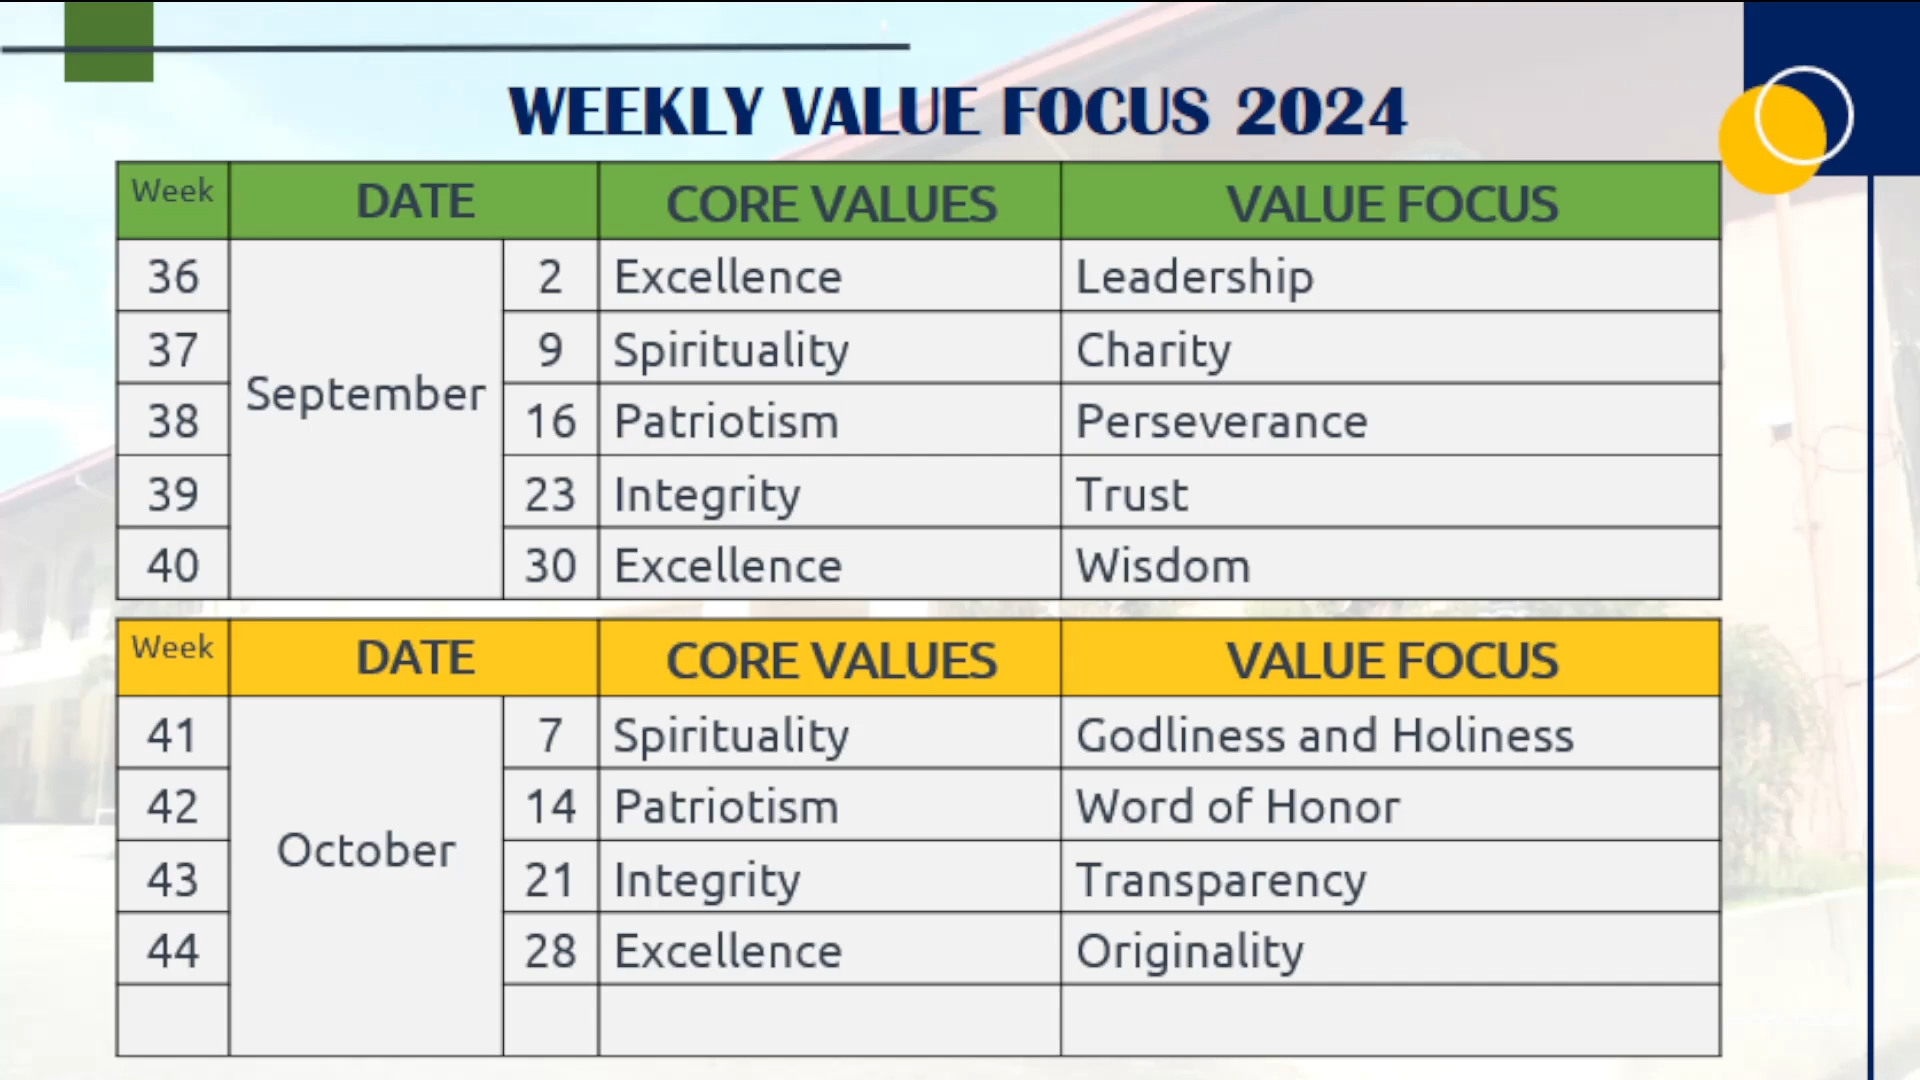 WEEKLY VALUE FOCUS 2024
Week DATE CORE VALUES VALUE FOCUS
36 September 2 Excellence Leadership
37 9 Spirituality Charity
38 16 Patriotism Perseverance
39 23 Integrity Trust
40 30 Excellence Wisdom
Week DATE CORE VALUES VALUE FOCUS
41 October 7 Spirituality Godliness and Holiness
42 14 Patriotism Word of Honor
43 21 Integrity Transparency
44 28 Excellence Originality